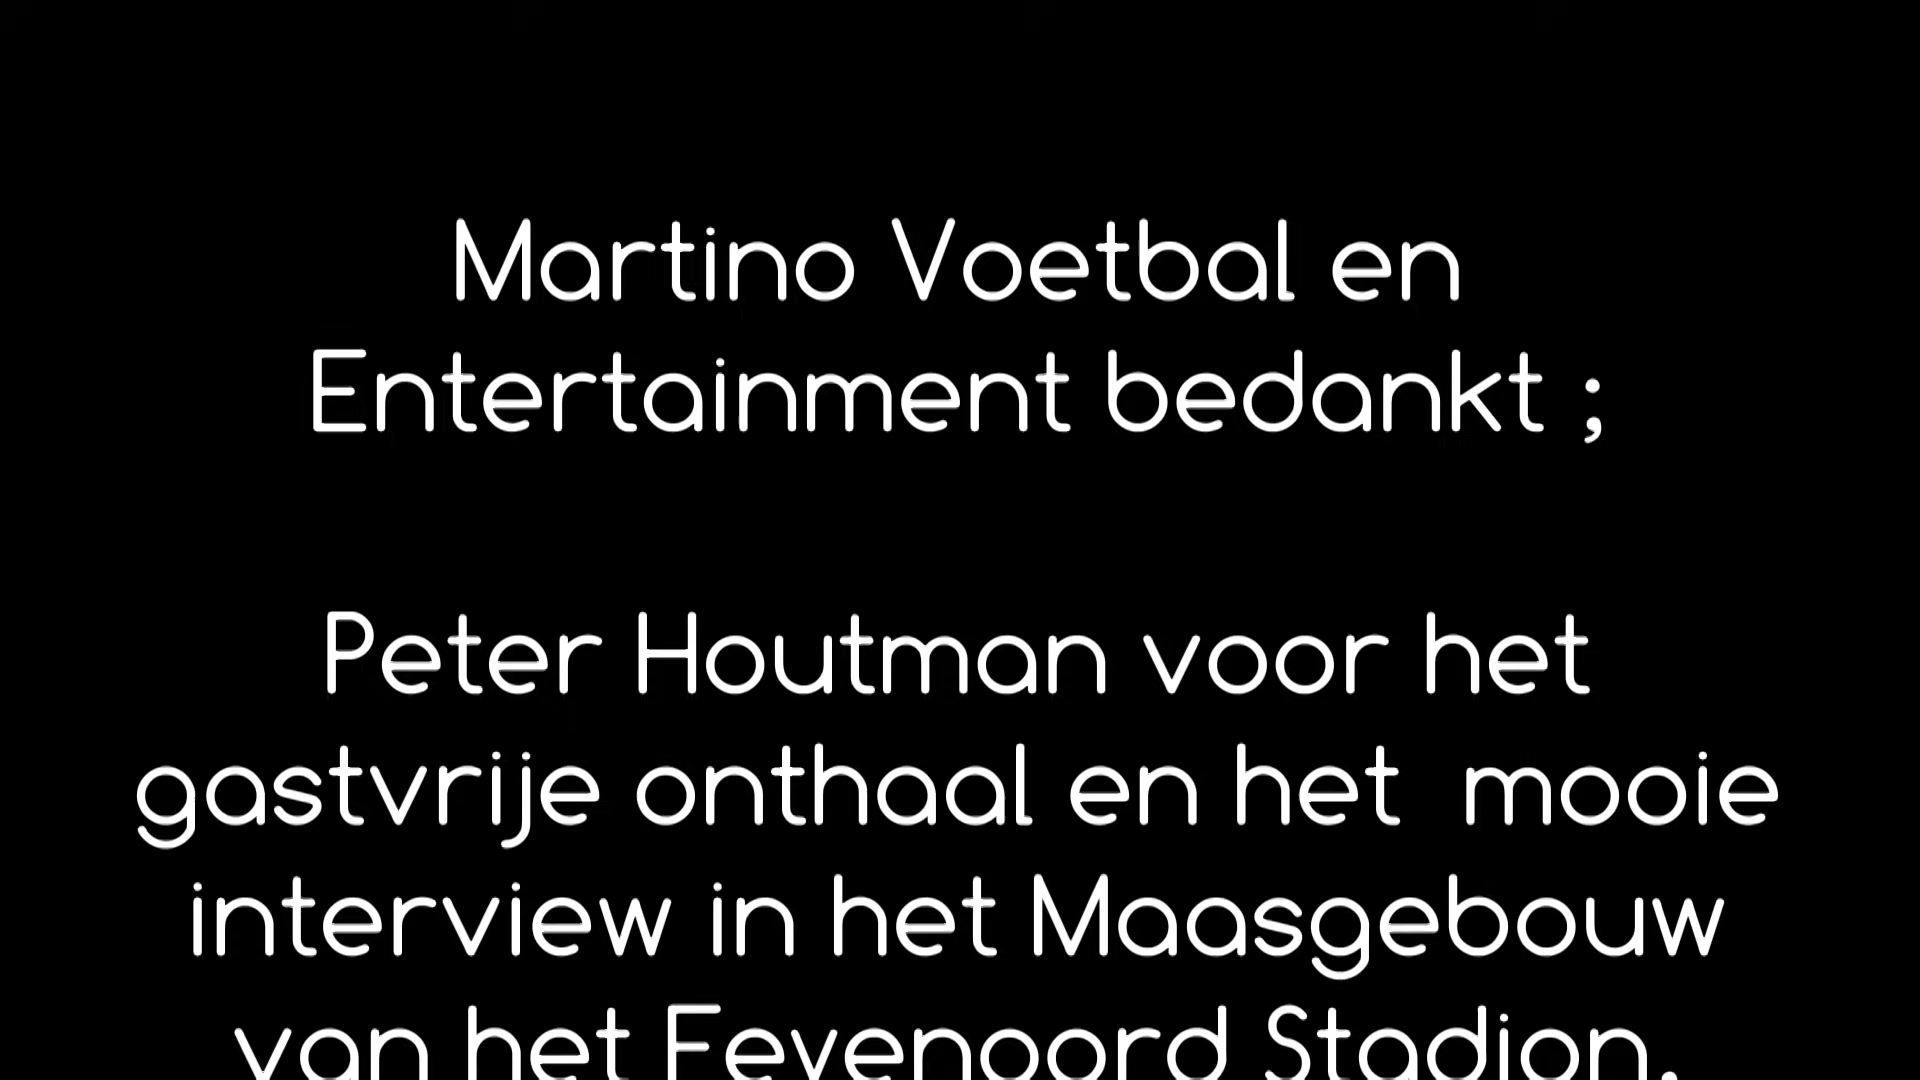 Martino Voetbal en
Entertainment bedankt ;
Peter Houtman voor het
gastvrije onthaal en het  mooie
interview in het Maasgebouw
van het Feyenoord Stadion.